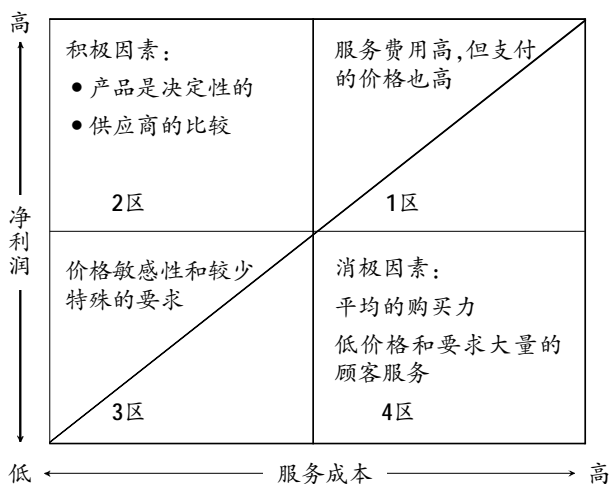 高
积极因素：
● 产品是决定性的
● 供应商的比较
2区
服务费用高，但支付
的价格也高
1区
净利润
价格敏感性和较少
特殊的要求
3区
消极因素：
平均的购买力
低价格和要求大量的
顾客服务
4区
低
服务成本
高